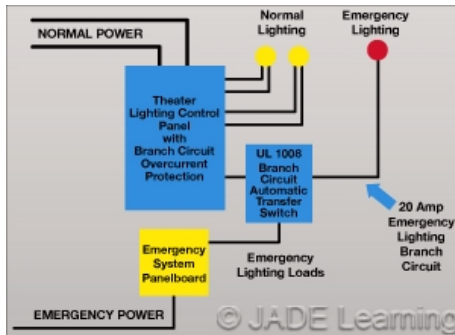 NORMAL POWER
Normal
Lighting
Emergency
Lighting
Theater
Lighting Control
Panel
with
Branch Circuit
Overcurrent
Protection
UL 1008
Branch
Circuit
Automatic
Transfer
Switch
20 Amp
Emergency
Lighting
Branch
Circuit
Emergency
System
Panelboard
Emergency
Lighting Loads
EMERGENCY POWER
© JADE Learning